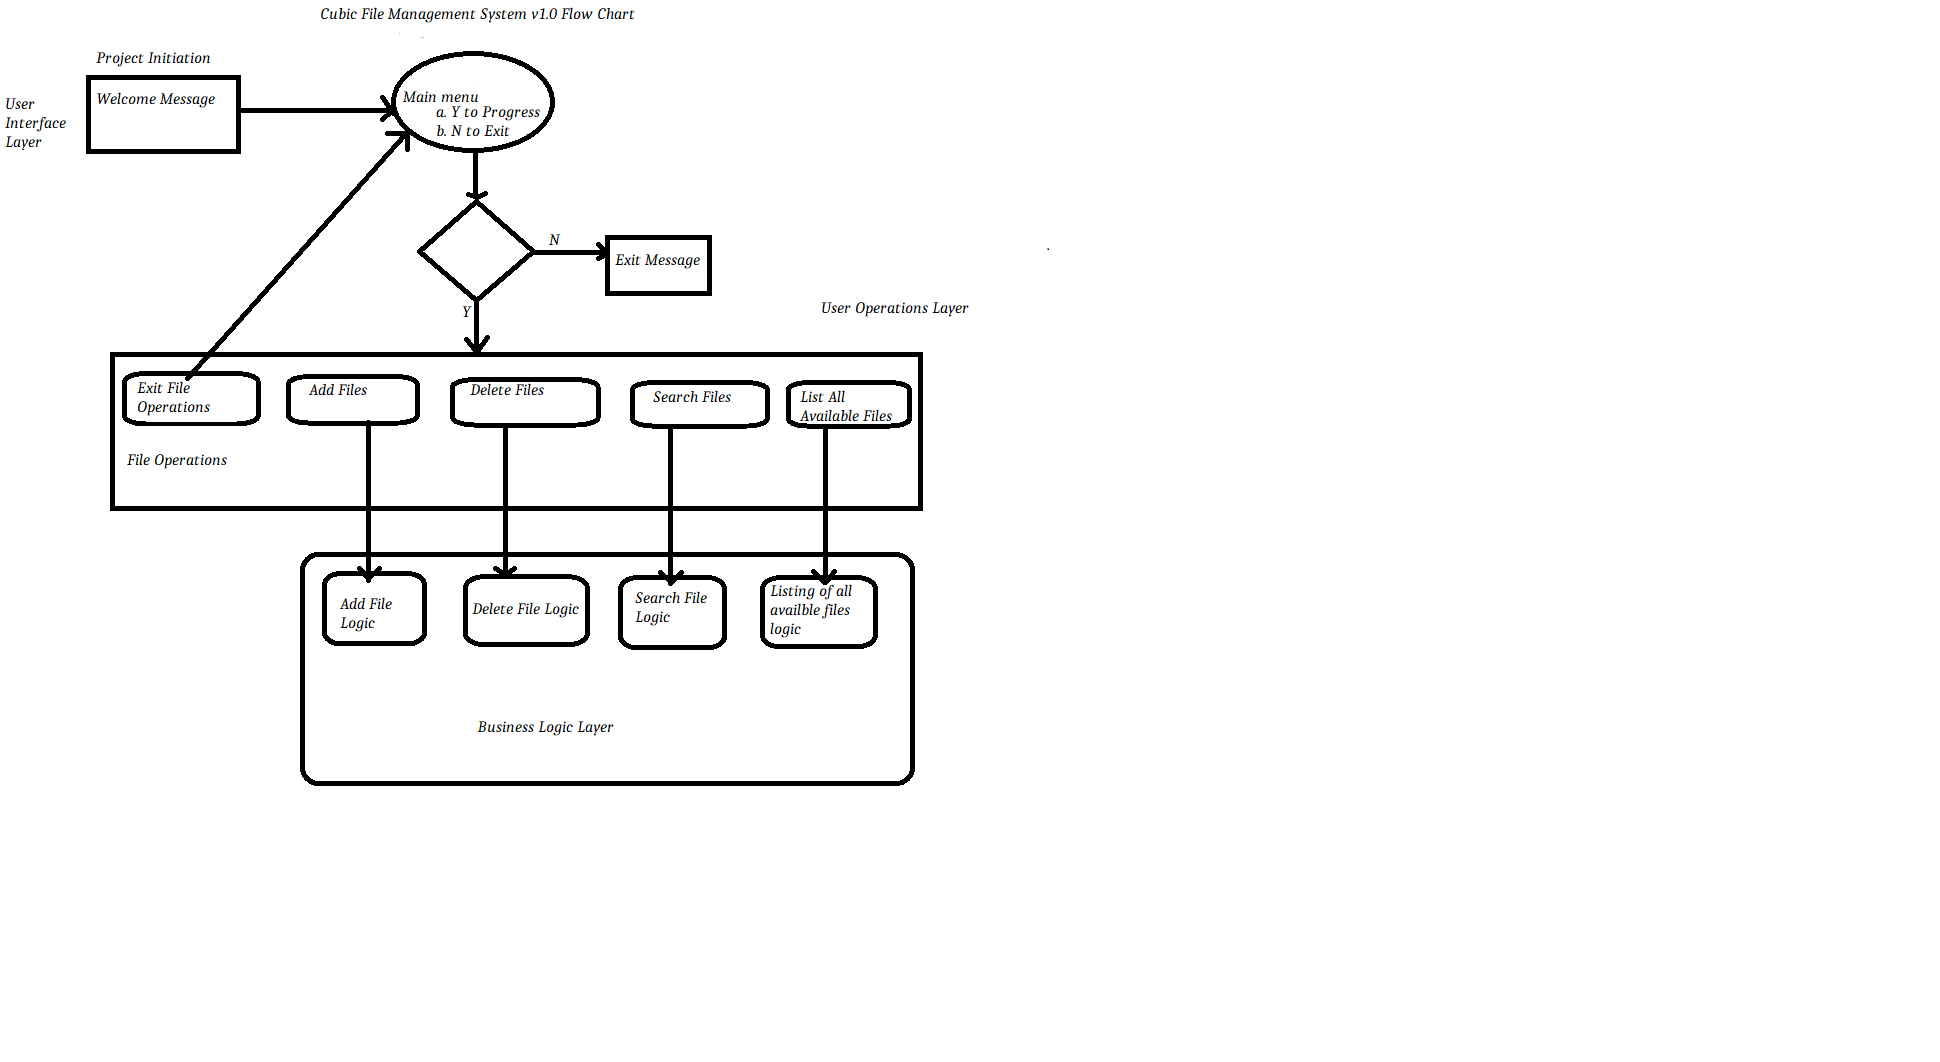 Cubic File Management System v1.0 Flow Chart
Project Initiation
User
Interface
Layer
Welcome Message
Main menu
a. Y to Progress
b. N to Exit
N
Exit Message
Y
User Operations Layer
Exit File
Operations
Add Files
Delete Files
Search Files
List All
Available Files
File Operations
Add File
Logic
Delete File Logic
Search File
Logic
Listing of all
availble files
logic
Business Logic Layer